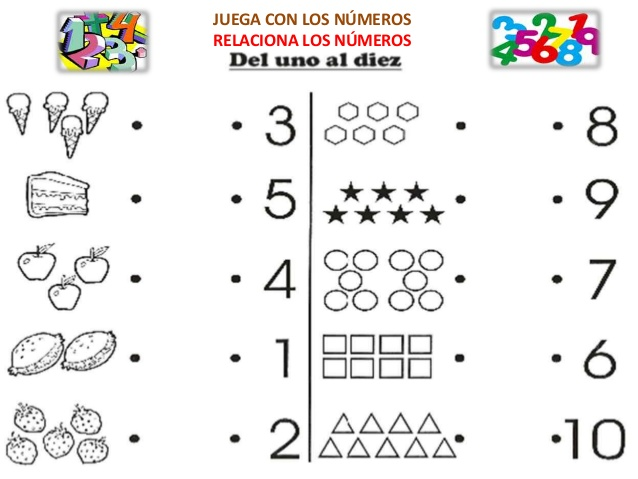 JUEGA CON LOS NÚMEROS
RELACIONA LOS NÚMEROS
Del uno al diez
3 8
5 9
4 7
1 6
2 10